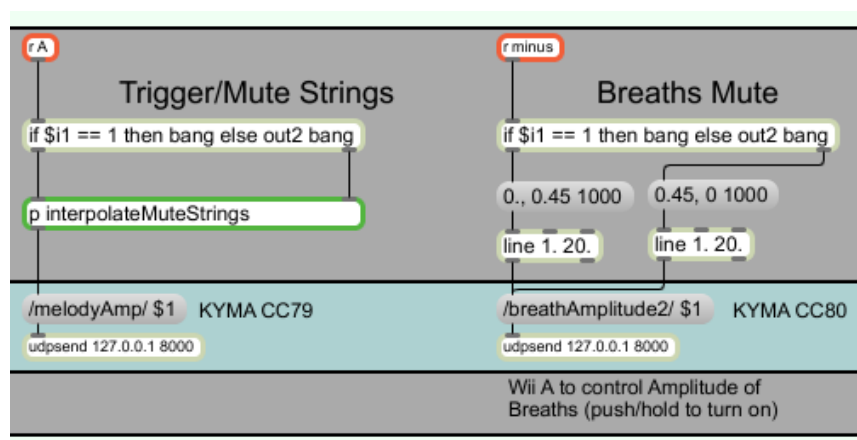 r A
Trigger/Mute Strings
if $i1 == 1 then bang else out2 bang
p interpolateMuteStrings
/melodyAmp/ $1 KYMA CC79
udpsend 127.0.0.1 8000
r minus
Breaths Mute
if $i1 == 1 then bang else out2 bang
0., 0.45 1000 0.45, 0 1000
line 1. 20. line 1. 20.
/breathAmplitude2/ $1 KYMA CC80
udpsend 127.0.0.1 8000
Wii A to control Amplitude of
Breaths (push/hold to turn on)